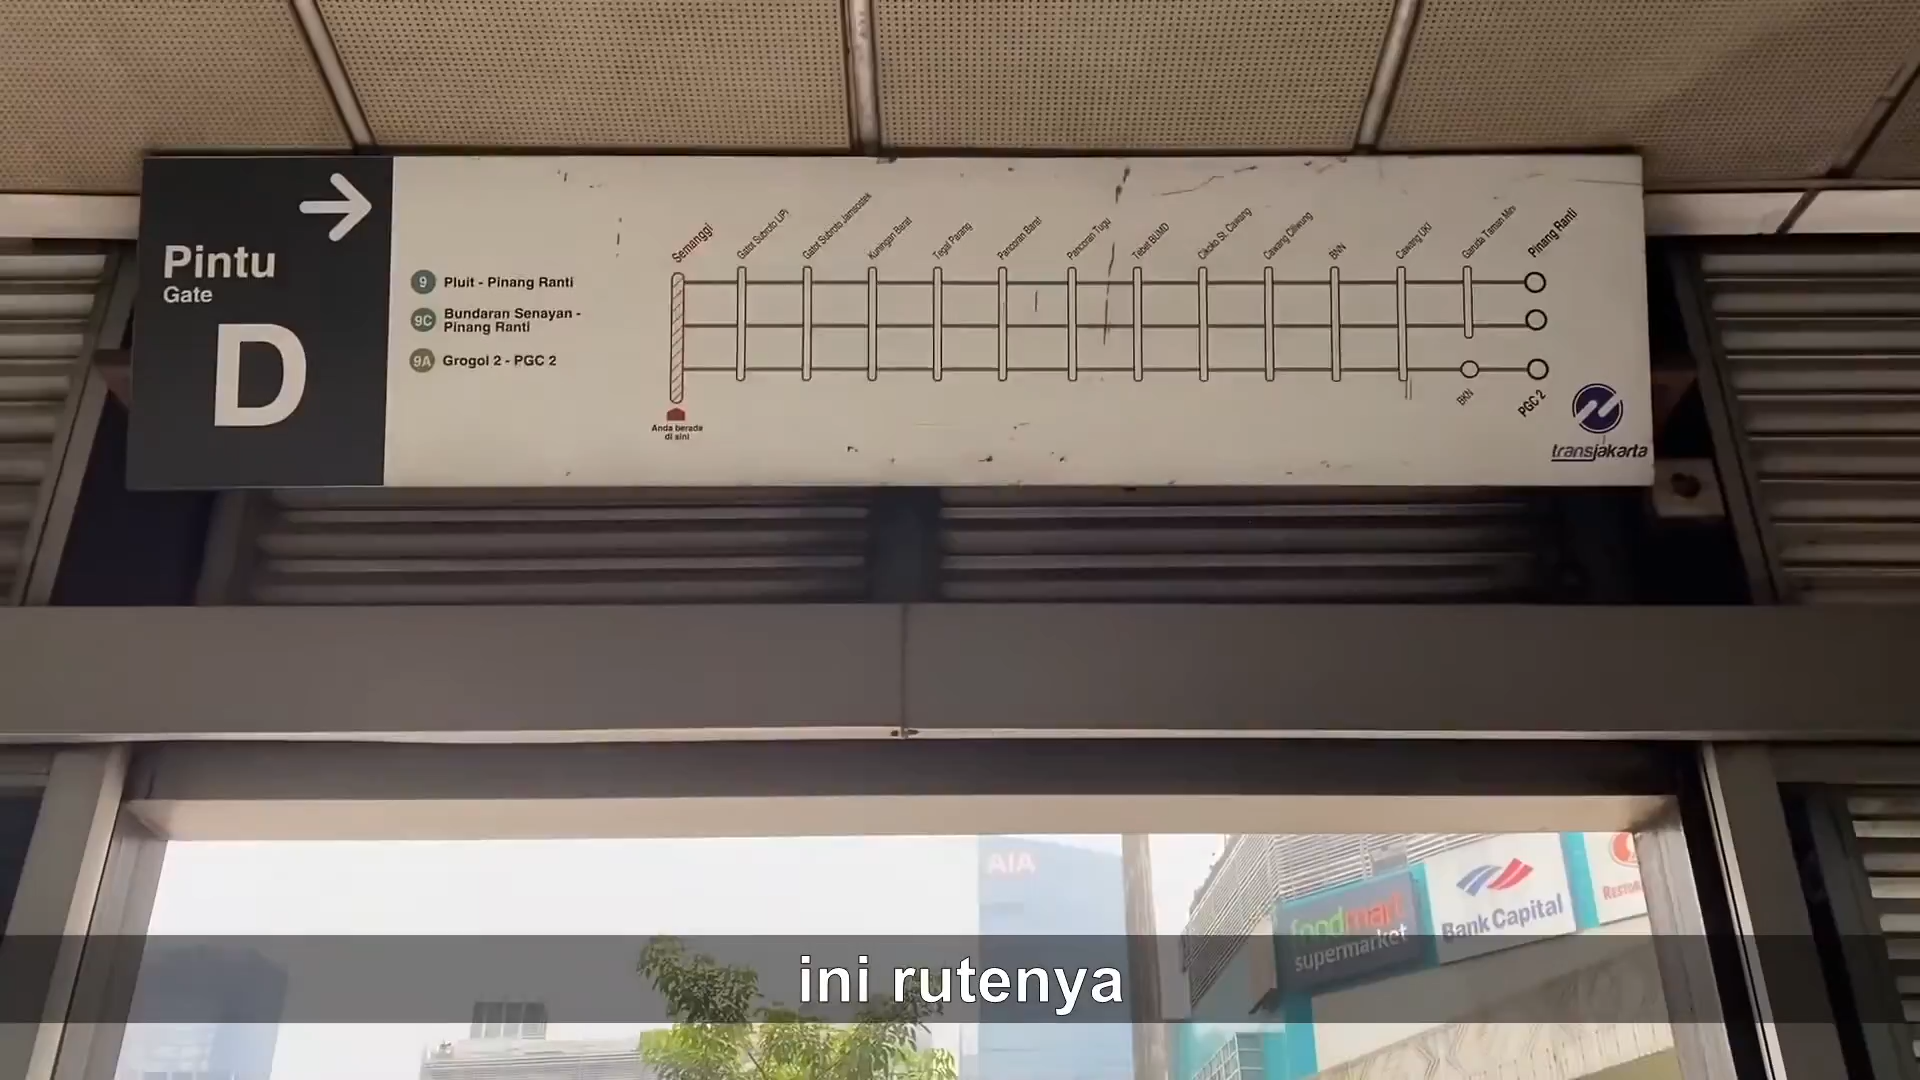 Pintu
Gate
D
9 Pluit - Pinang Ranti
9C Bundaran Senayan -
Pinang Ranti
9A Grogol 2 - PGC 2
Semanggi
Gatot Subroto LIPI
Gatot Subroto Jamsostek
Kuningan Barat
Tegal Parang
Pancoran Barat
Pancoran Tugu
Tebet BUMD
Cikoko St. Cawang
Cawang Ciliwung
BNN
Cawang UKI
Garuda Taman Mini
Pinang Ranti
BKN
PGC 2
Anda berada
di sini
transjakarta
AIA
foodmart
supermarket
Bank Capital
ini rutenya